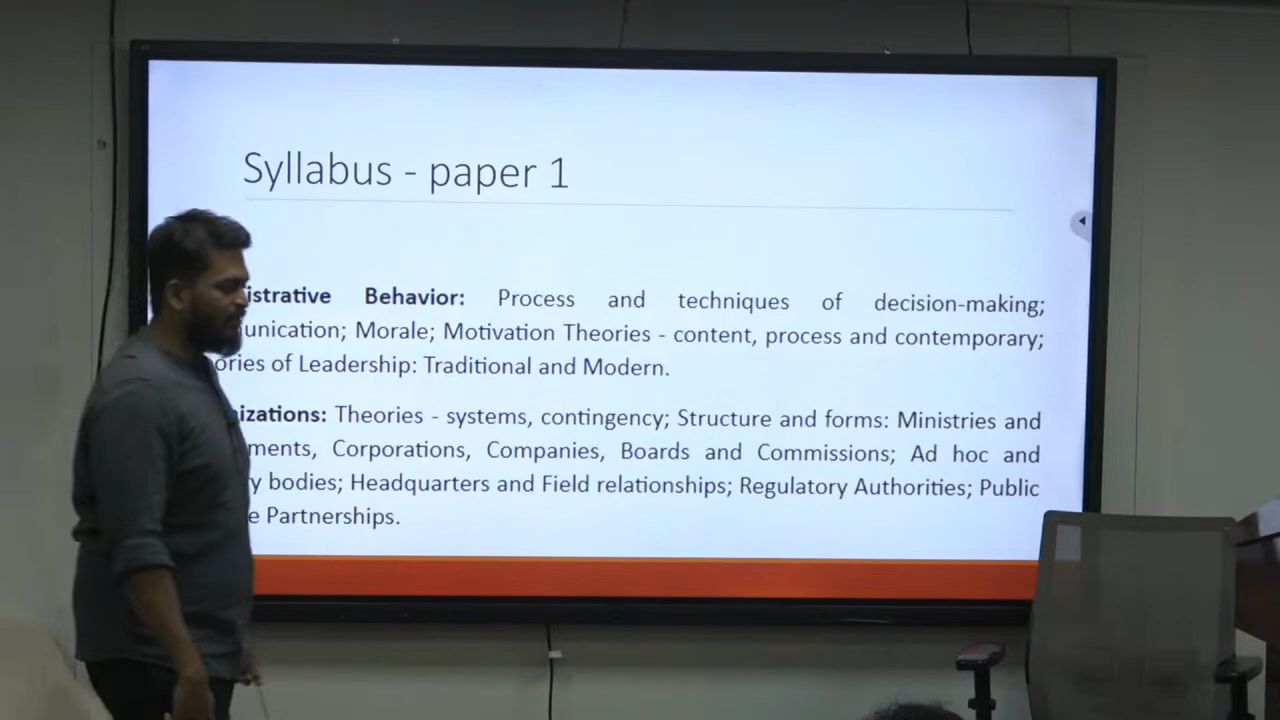 Syllabus - paper 1
istrative Behavior: Process and techniques of decision-making;
unication; Morale; Motivation Theories - content, process and contemporary;
ories of Leadership: Traditional and Modern.
izations: Theories - systems, contingency; Structure and forms: Ministries and
ments, Corporations, Companies, Boards and Commissions; Ad hoc and
y bodies; Headquarters and Field relationships; Regulatory Authorities; Public
e Partnerships.